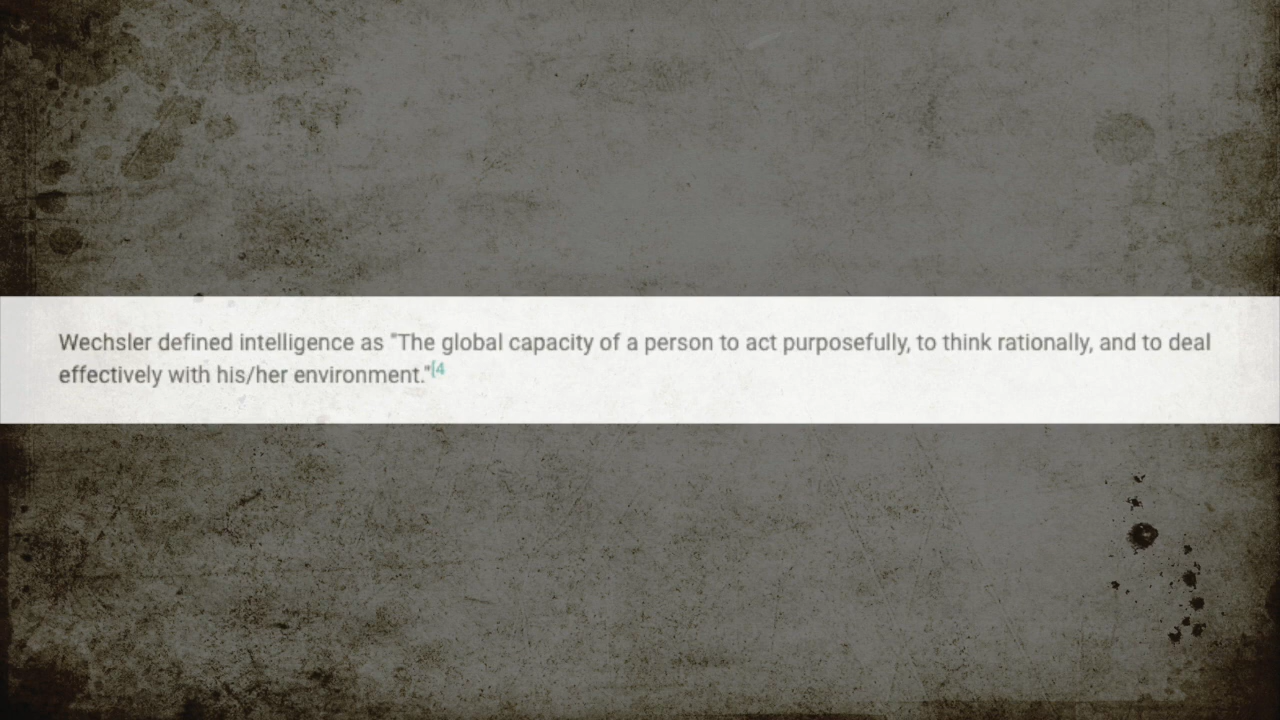 Wechsler defined intelligence as "The global capacity of a person to act purposefully, to think rationally, and to deal
effectively with his/her environment."[4